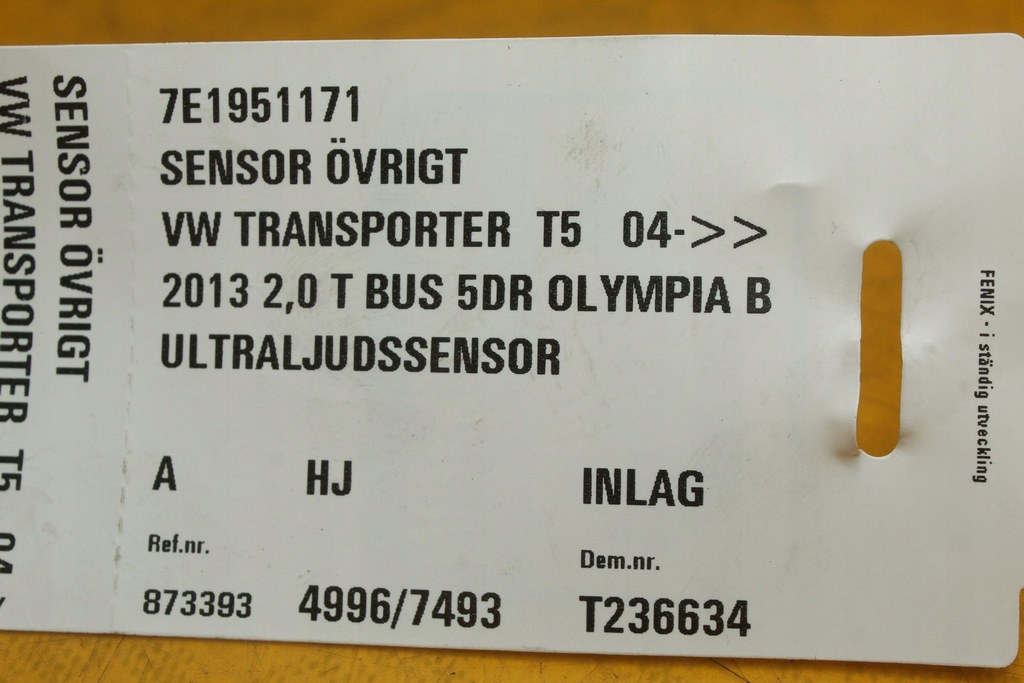 7E1951171
SENSOR ÖVRIGT
VW TRANSPORTER T5 04->>
2013 2,0 T BUS 5DR OLYMPIA B
ULTRALJUDSSENSOR
A HJ INLAG
Ref.nr. Dem.nr.
873393 4996/7493 T236634
SENSOR ÖVRIGT
VW TRANSPORTER T5 04
FENIX - i ständig utveckling